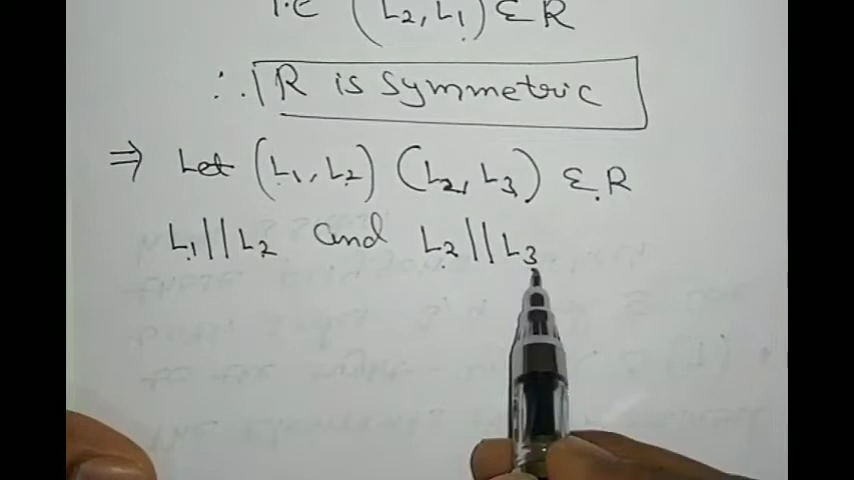 i.e (L2, L1) ∈ R
∴ R is symmetric
⇒ Let (L1, L2) (L2, L3) ∈ R
L1 || L2 and L2 || L3